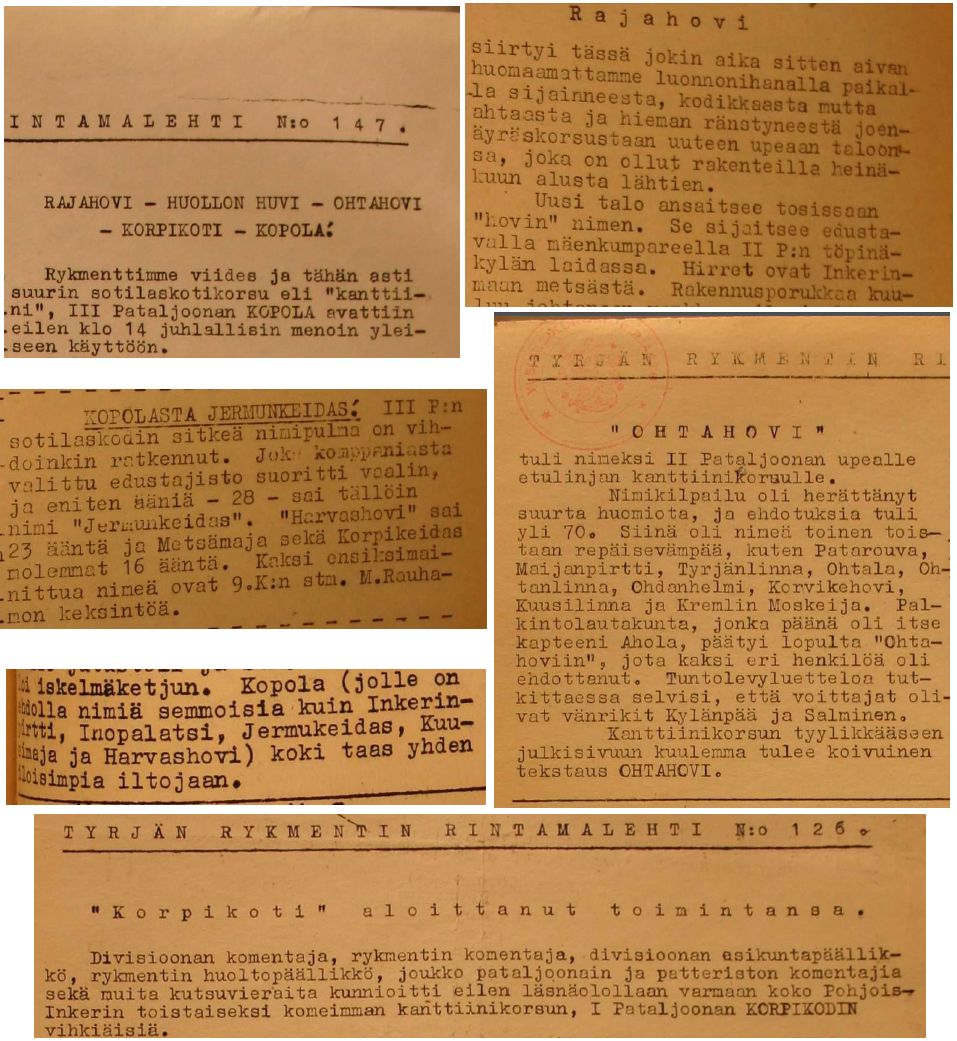 INTAMALEHTI N:o 147.
RAJAHOVI - HUOLLON HUVI - OHTAHOVI
- KORPIKOTI - KOPOLA:
Rykmenttimme viides ja tähän asti
suurin sotilaskotikorsu eli "kanttii-
ni", III Pataljoonan KOPOLA avattiin
eilen klo 14 juhlallisin menoin ylei-
seen käyttöön.
Rajahovi
siirtyi tässä jokin aika sitten aivan
huomaamattamme luonnonihanalla paikal-
la sijainneesta, kodikkaasta mutta
ahtaasta ja hieman ränstyneestä joen-
äyräskorsustaan uuteen upeaan taloon-
sa, joka on ollut rakenteilla heinä-
kuun alusta lähtien.
Uusi talo ansaitsee tosissaan
"hovin" nimen. Se sijaitsee edusta-
valla mäenkumpareella II P:n töpinä-
kylän laidassa. Hirret ovat Inkerin-
maan metsästä. Rakennusporukkaa kuu-
KOPOLASTA JERMUNKEIDAS: III P:n
sotilaskodin sitkeä nimipulma on vih-
doinkin ratkennut. Joka komppaniasta
valittu edustajisto suoritti vaalin,
ja eniten ääniä - 28 - sai tällöin
nimi "Jermunkeidas". "Harvashovi" sai
23 ääntä ja Metsämaja sekä Korpikeidas
molemmat 16 ääntä. Kaksi ensiksimai-
nittua nimeä ovat 9.K:n stm. M.Rauha-
mon keksintöä.
iskelmäketjun. Kopola (jolle on
ehdolla nimiä semmoisia kuin Inkerin-
pirtti, Inopalatsi, Jermukeidas, Kuu-
simaja ja Harvashovi) koki taas yhden
iloisimpia iltojaan.
TYRJÄN RYKMENTIN RI
"OHTAHOVI"
tuli nimeksi II Pataljoonan upealle
etulinjan kanttiinikorsulle.
Nimikilpailu oli herättänyt
suurta huomiota, ja ehdotuksia tuli
yli 70. Siinä oli nimeä toinen tois-
taan repäisevämpää, kuten Patarouva,
Maijanpirtti, Tyrjänlinna, Ohtala, Oh-
tanlinna, Ohdanhelmi, Korvikehovi,
Kuusilinna ja Kremlin Moskeija. Pal-
kintolautakunta, jonka päänä oli itse
kapteeni Ahola, päätyi lopulta "Ohta-
hoviin", jota kaksi eri henkilöä oli
ehdottanut. Tuntolevyluetteloa tut-
kittaessa selvisi, että voittajat oli-
vat vänrikit Kylänpää ja Salminen.
Kanttiinikorsun tyylikkääseen
julkisivuun kuulemma tulee koivuinen
tekstaus OHTAHOVI.
TYRJÄN RYKMENTIN RINTAMALEHTI N:o 126.
"Korpikoti" aloittanut toimintansa.
Divisioonan komentaja, rykmentin komentaja, divisioonan esikuntapäällik-
kö, rykmentin huoltopäällikkö, joukko pataljoonain ja patteriston komentajia
sekä muita kutsuvieraita kunnioitti eilen läsnäolollaan varmaan koko Pohjois-
Inkerin toistaiseksi komeimman kanttiinikorsun, I Pataljoonan KORPIKODIN
vihkiäisiä.